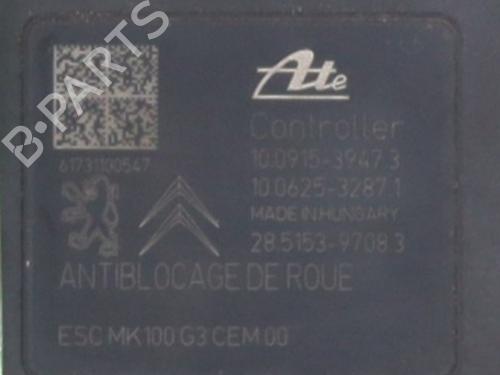 B-PARTS
Ate
Controller
61731100547
10.0915-3947.3
10.0625-3287.1
MADE IN HUNGARY
28.5153-9708.3
ANTIBLOCAGE DE ROUE
ESC MK100 G3 CEM 00